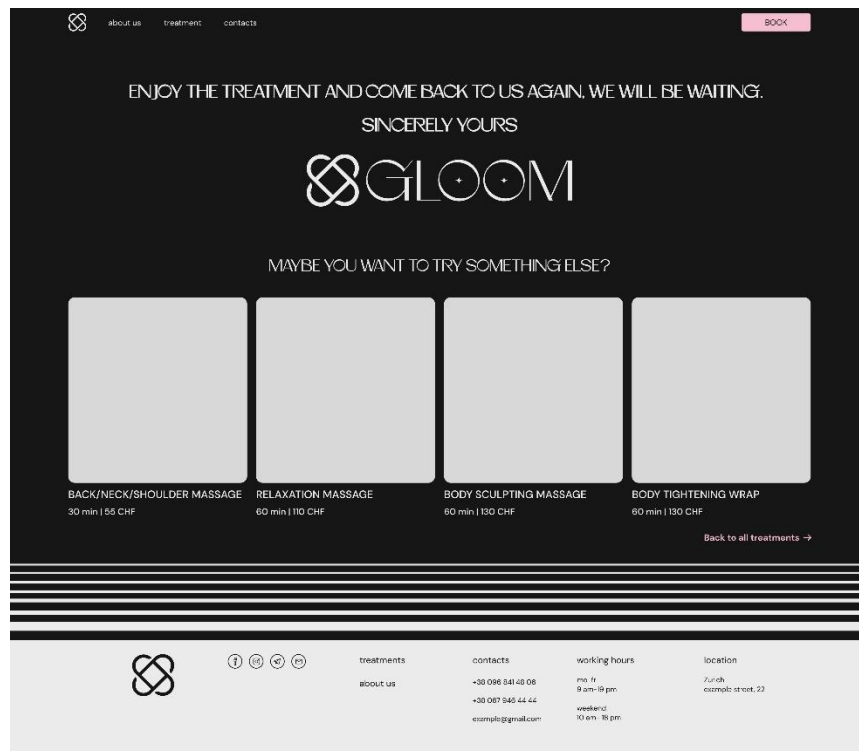 about us
treatment
contacts
BOOK
ENJOY THE TREATMENT AND COME BACK TO US AGAIN, WE WILL BE WAITING.
SINCERELY YOURS
GLOOM
MAYBE YOU WANT TO TRY SOMETHING ELSE?
BACK/NECK/SHOULDER MASSAGE
30 min | 55 CHF
RELAXATION MASSAGE
60 min | 110 CHF
BODY SCULPTING MASSAGE
60 min | 130 CHF
BODY TIGHTENING WRAP
60 min | 130 CHF
Back to all treatments →
treatments
about us
contacts
+38 096 841 46 06
+38 067 946 44 44
example@gmail.com
working hours
mo-fr
9 am-19 pm
weekend
10 am-18 pm
location
Zurich
example street, 22